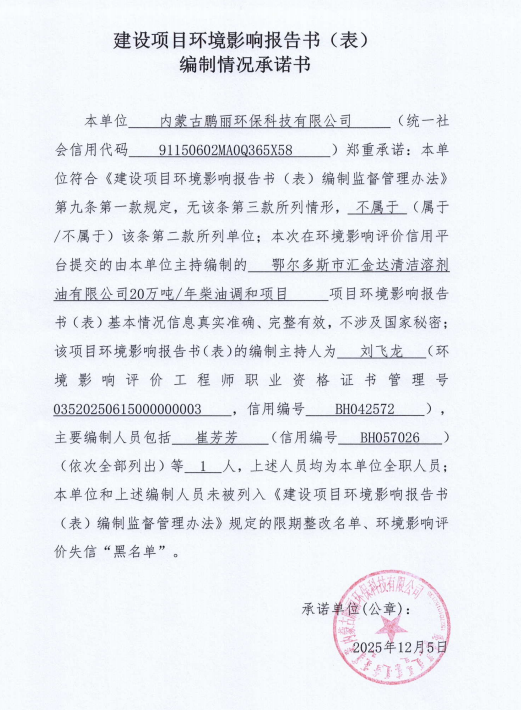 建设项目环境影响报告书（表）
编制情况承诺书
本单位 内蒙古鹏丽环保科技有限公司 （统一社
会信用代码 91150602MA0Q365X58 ）郑重承诺：本单
位符合《建设项目环境影响报告书（表）编制监督管理办法》
第九条第一款规定，无该条第三款所列情形，不属于（属于
/不属于）该条第二款所列单位；本次在环境影响评价信用平
台提交的由本单位主持编制的 鄂尔多斯市汇金达清洁溶剂
油有限公司20万吨/年柴油调和项目 项目环境影响报告
书（表）基本情况信息真实准确、完整有效，不涉及国家秘密；
该项目环境影响报告书（表）的编制主持人为 刘飞龙 （环
境影响评价工程师职业资格证书管理号
03520250615000000003 ，信用编号 BH042572 ），
主要编制人员包括 崔芳芳 （信用编号 BH057026 ）
（依次全部列出）等 1 人，上述人员均为本单位全职人员；
本单位和上述编制人员未被列入《建设项目环境影响报告书
（表）编制监督管理办法》规定的限期整改名单、环境影响评
价失信“黑名单”。
承诺单位(公章)：
2025年12月5日
内蒙古鹏丽环保科技有限公司